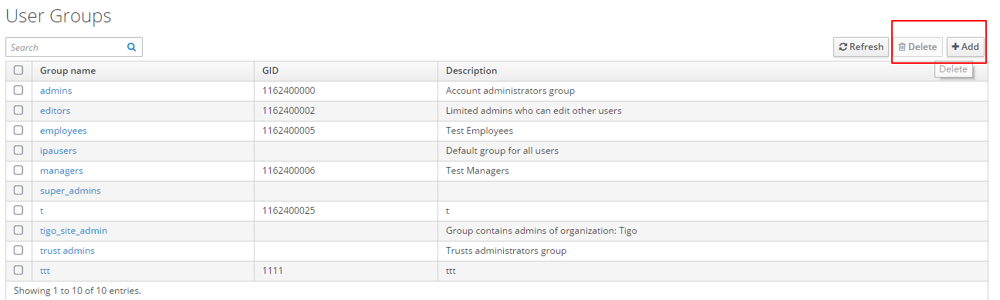 User Groups
Search
Refresh Delete Add
Group name GID Description
Delete
admins 1162400000 Account administrators group
editors 1162400002 Limited admins who can edit other users
employees 1162400005 Test Employees
ipausers Default group for all users
managers 1162400006 Test Managers
super_admins
t 1162400025 t
tigo_site_admin Group contains admins of organization: Tigo
trust admins Trusts administrators group
ttt 1111 ttt
Showing 1 to 10 of 10 entries.